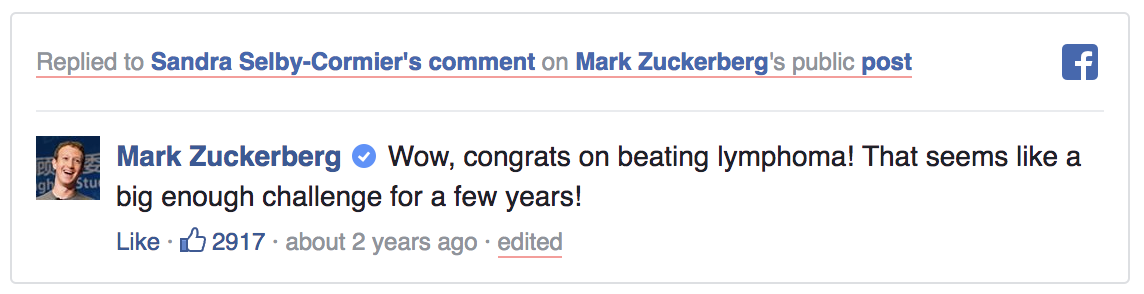 Replied to Sandra Selby-Cormier's comment on Mark Zuckerberg's public post
Mark Zuckerberg Wow, congrats on beating lymphoma! That seems like a
big enough challenge for a few years!
Like · 2917 · about 2 years ago · edited